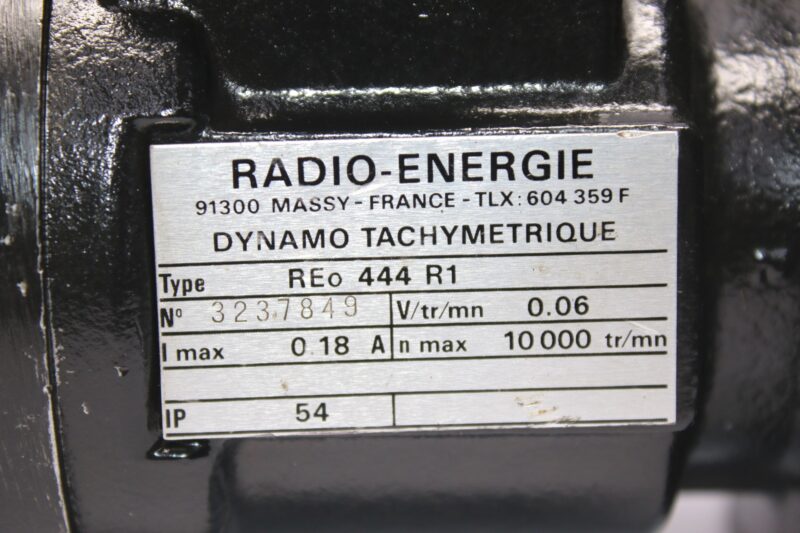 RADIO-ENERGIE
91300 MASSY-FRANCE-TLX:604 359 F
DYNAMO TACHYMETRIQUE
Type REo 444 R1
N° 3237849 V/tr/mn 0.06
I max 0.18 A n max 10 000 tr/mn
IP 54